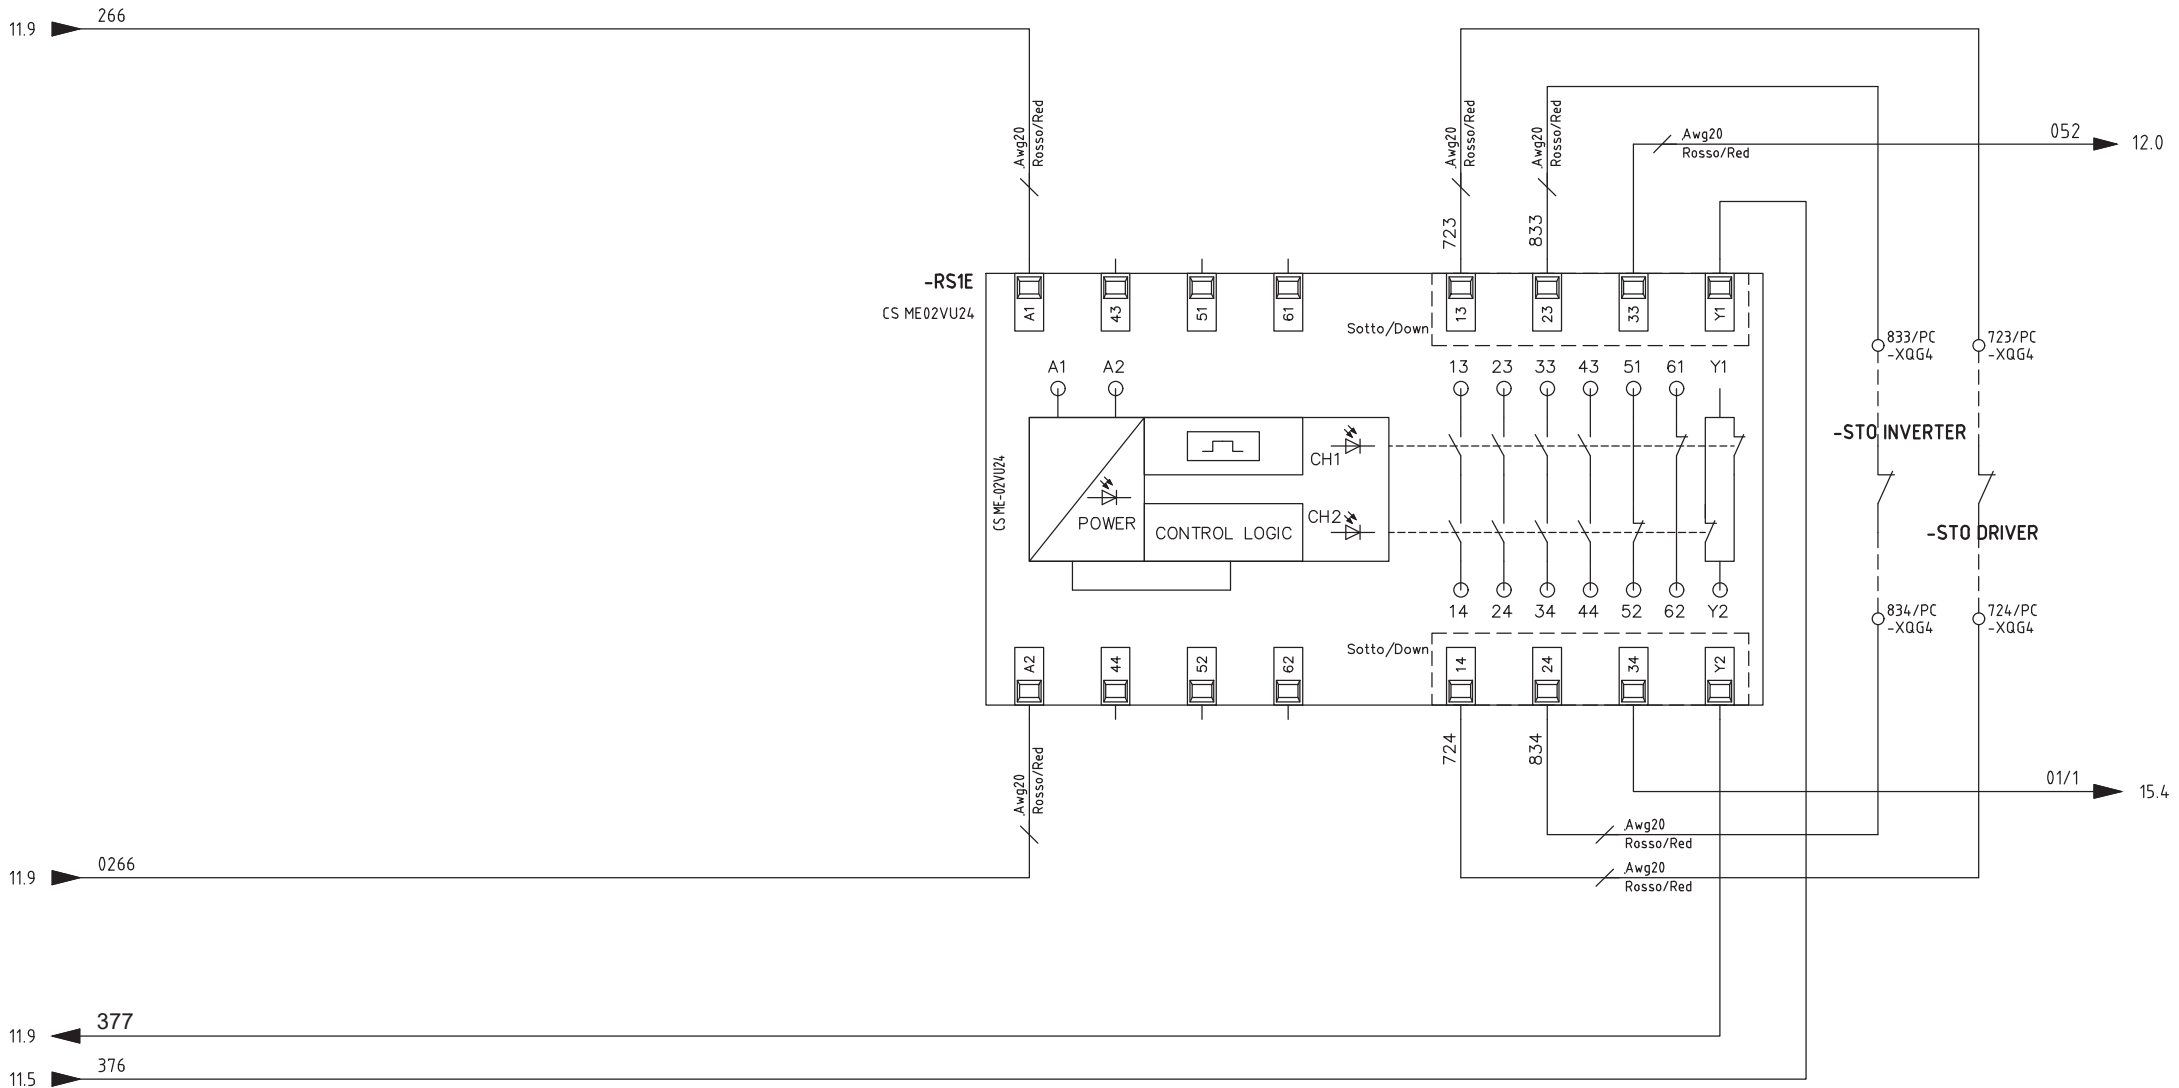 266
11.9
052
12.0
Awg20
Rosso/Red
Awg20
Rosso/Red
Awg20
Rosso/Red
Awg20
Rosso/Red
723
833
-RS1E
CS ME02VU24
A1
43
51
61
13
23
33
Y1
Sotto/Down
833/PC
-XQG4
723/PC
-XQG4
A1
A2
13
23
33
43
51
61
Y1
-STO INVERTER
CH1
CS ME-02VU24
POWER
CONTROL LOGIC
CH2
-STO DRIVER
14
24
34
44
52
62
Y2
834/PC
-XQG4
724/PC
-XQG4
Sotto/Down
A2
44
52
62
14
24
34
Y2
724
834
Awg20
Rosso/Red
01/1
15.4
Awg20
Rosso/Red
0266
11.9
Awg20
Rosso/Red
377
11.9
376
11.5